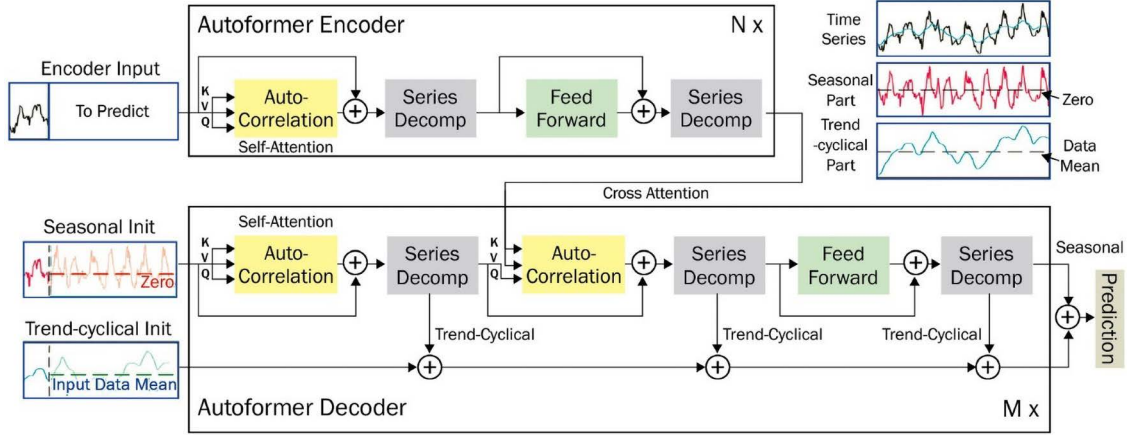 Autoformer Encoder
N x
Encoder Input
To Predict
K
V
Q
Auto-
Correlation
Self-Attention
Series
Decomp
Feed
Forward
Series
Decomp
Time
Series
Seasonal
Part
Zero
Trend
-cyclical
Part
Data
Mean
Cross Attention
Seasonal Init
Zero
Self-Attention
K
V
Q
Auto-
Correlation
Series
Decomp
K
V
Q
Auto-
Correlation
Series
Decomp
Feed
Forward
Series
Decomp
Seasonal
Prediction
Trend-cyclical Init
Input Data Mean
Trend-Cyclical
Trend-Cyclical
Trend-Cyclical
Autoformer Decoder
M x